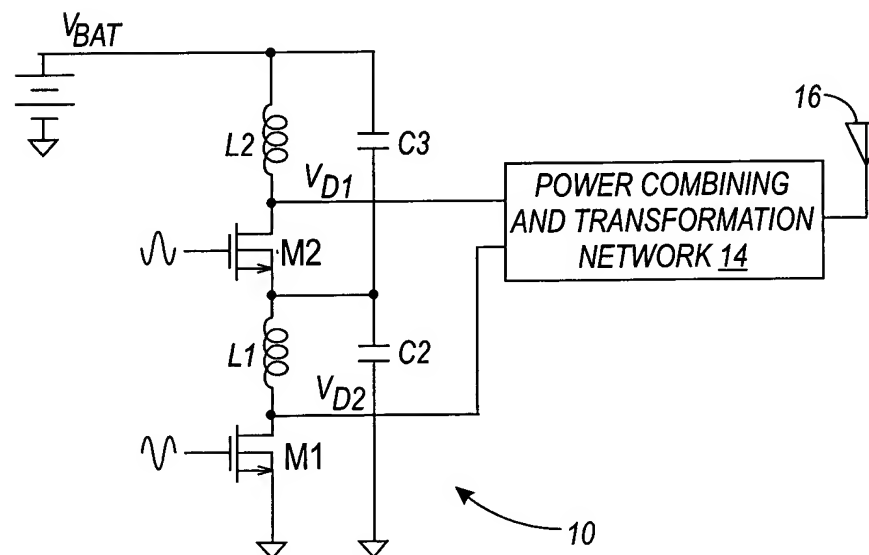 V_BAT
16
L2
C3
V_D1
POWER COMBINING
AND TRANSFORMATION
NETWORK 14
M2
L1
C2
V_D2
M1
10